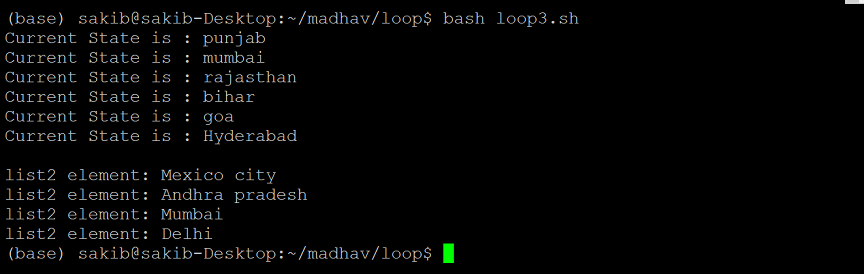 (base) sakib@sakib-Desktop:~/madhav/loop$ bash loop3.sh
Current State is : punjab
Current State is : mumbai
Current State is : rajasthan
Current State is : bihar
Current State is : goa
Current State is : Hyderabad
list2 element: Mexico city
list2 element: Andhra pradesh
list2 element: Mumbai
list2 element: Delhi
(base) sakib@sakib-Desktop:~/madhav/loop$